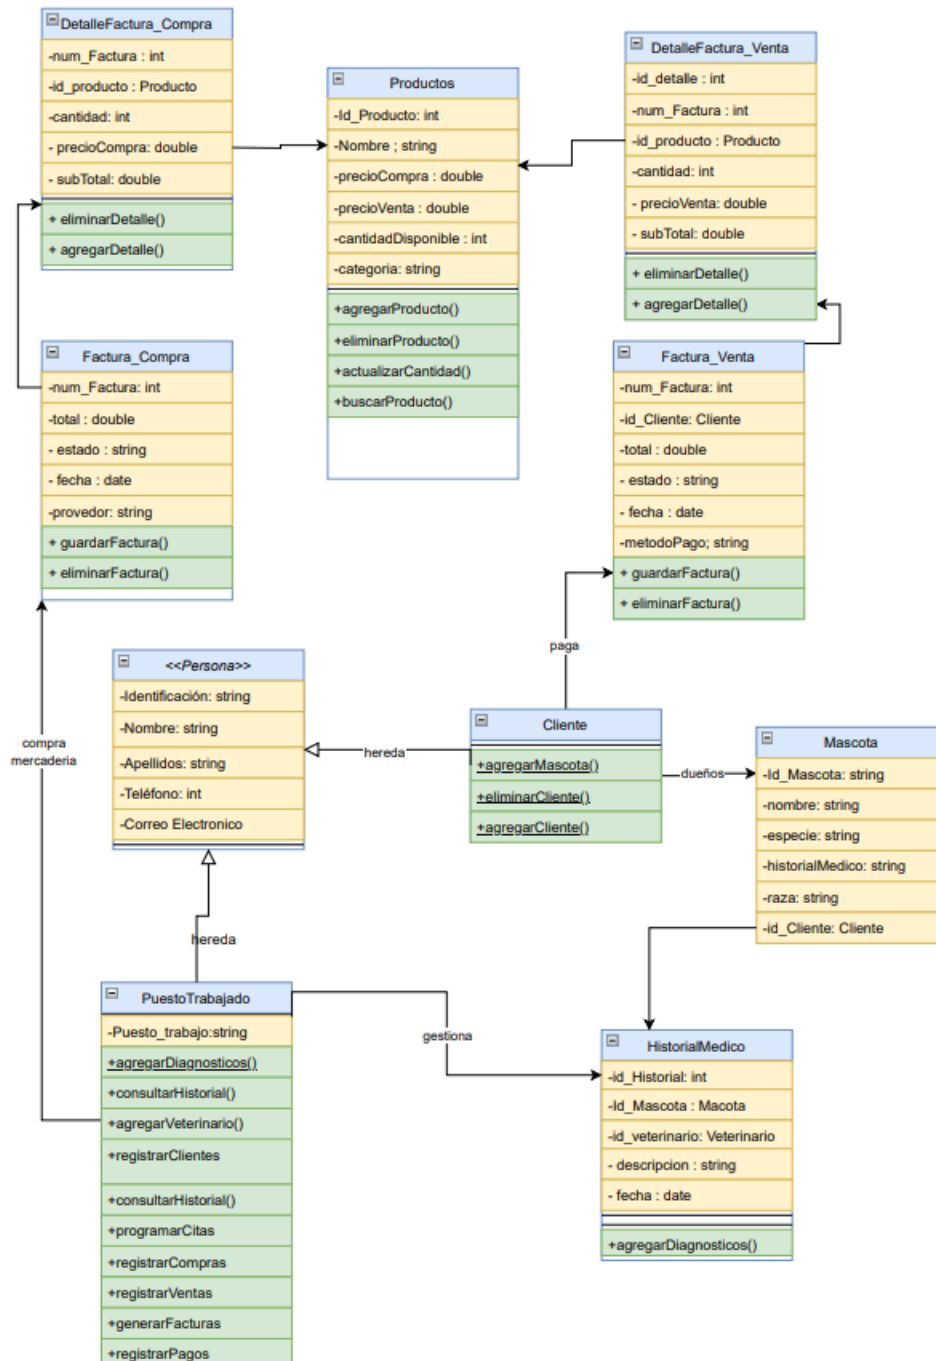 DetalleFactura_Compra
-num_Factura : int
-id_producto : Producto
-cantidad: int
- precioCompra: double
- subTotal: double
+ eliminarDetalle()
+ agregarDetalle()
Productos
-Id_Producto: int
-Nombre ; string
-precioCompra : double
-precioVenta : double
-cantidadDisponible : int
-categoria: string
+agregarProducto()
+eliminarProducto()
+actualizarCantidad()
+buscarProducto()
DetalleFactura_Venta
-id_detalle : int
-num_Factura : int
-id_producto : Producto
-cantidad: int
- precioVenta: double
- subTotal: double
+ eliminarDetalle()
+ agregarDetalle()
Factura_Compra
-num_Factura: int
-total : double
- estado : string
- fecha : date
-provedor: string
+ guardarFactura()
+ eliminarFactura()
Factura_Venta
-num_Factura: int
-id_Cliente: Cliente
-total : double
- estado : string
- fecha : date
-metodoPago; string
+ guardarFactura()
+ eliminarFactura()
paga
compra
mercaderia
<<Persona>>
-Identificación: string
-Nombre: string
-Apellidos: string
-Teléfono: int
-Correo Electronico
hereda
Cliente
+agregarMascota()
+eliminarCliente()
+agregarCliente()
dueños
Mascota
-Id_Mascota: string
-nombre: string
-especie: string
-historialMedico: string
-raza: string
-id_Cliente: Cliente
hereda
PuestoTrabajado
-Puesto_trabajo:string
+agregarDiagnosticos()
+consultarHistorial()
+agregarVeterinario()
+registrarClientes
+consultarHistorial()
+programarCitas
+registrarCompras
+registrarVentas
+generarFacturas
+registrarPagos
gestiona
HistorialMedico
-id_Historial: int
-Id_Mascota : Macota
-id_veterinario: Veterinario
- descripcion : string
- fecha : date
+agregarDiagnosticos()